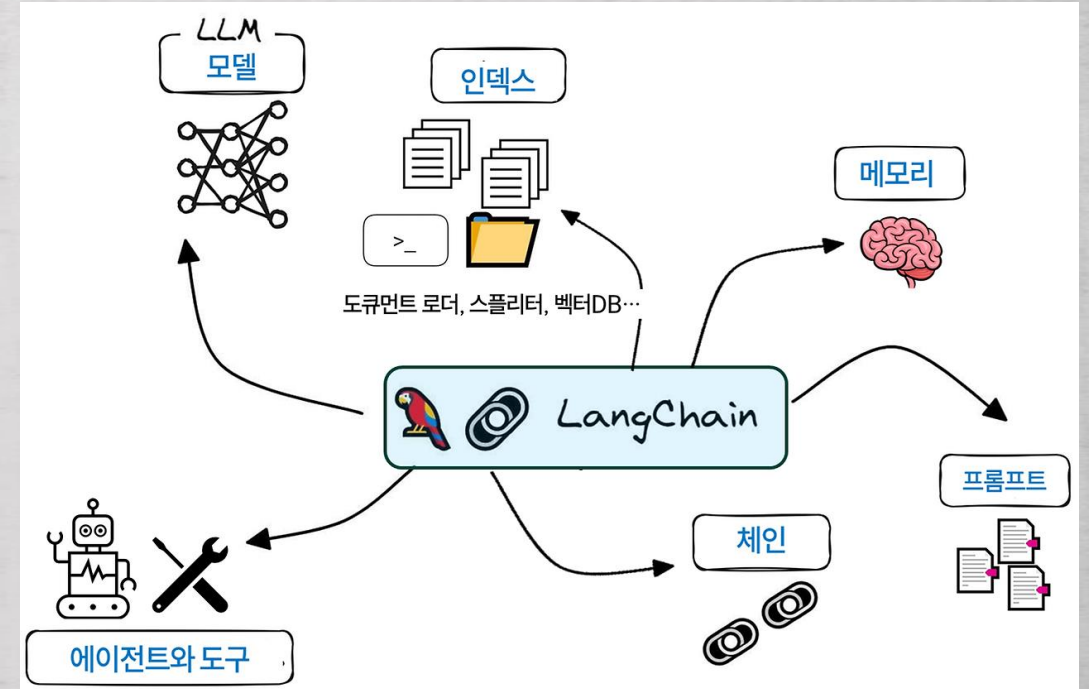 LLM
모델
인덱스
메모리
>_
도큐먼트 로더, 스플리터, 벡터DB…
LangChain
프롬프트
체인
에이전트와 도구